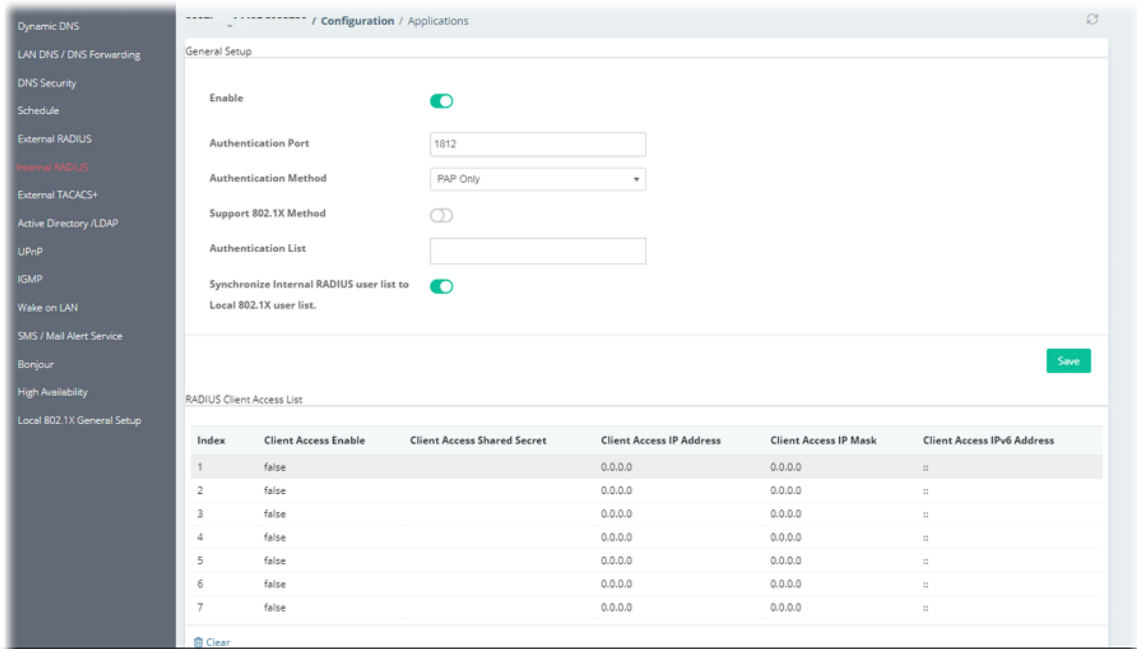 Dynamic DNS
LAN DNS / DNS Forwarding
DNS Security
Schedule
External RADIUS
Internal RADIUS
External TACACS+
Active Directory /LDAP
UPnP
IGMP
Wake on LAN
SMS / Mail Alert Service
Bonjour
High Availability
Local 802.1X General Setup
/ Configuration / Applications
General Setup
Enable
Authentication Port 1812
Authentication Method PAP Only
Support 802.1X Method
Authentication List
Synchronize Internal RADIUS user list to
Local 802.1X user list.
Save
RADIUS Client Access List
Index Client Access Enable Client Access Shared Secret Client Access IP Address Client Access IP Mask Client Access IPv6 Address
1 false 0.0.0.0 0.0.0.0 ::
2 false 0.0.0.0 0.0.0.0 ::
3 false 0.0.0.0 0.0.0.0 ::
4 false 0.0.0.0 0.0.0.0 ::
5 false 0.0.0.0 0.0.0.0 ::
6 false 0.0.0.0 0.0.0.0 ::
7 false 0.0.0.0 0.0.0.0 ::
Clear